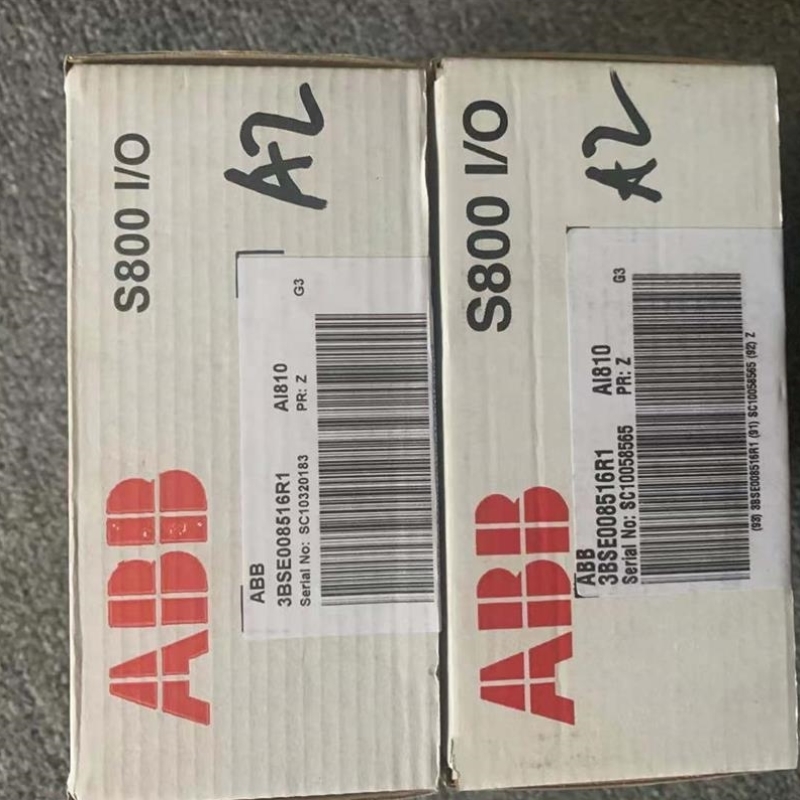 ABB
S800 I/O
A2
ABB
3BSE008516R1 AI810
Serial No: SC10320183 PR: Z G3
ABB
S800 I/O
A2
ABB
3BSE008516R1 AI810
Serial No: SC10058565 PR: Z G3
(93) 3BSE008516R1 (91) SC10058565 (92) Z